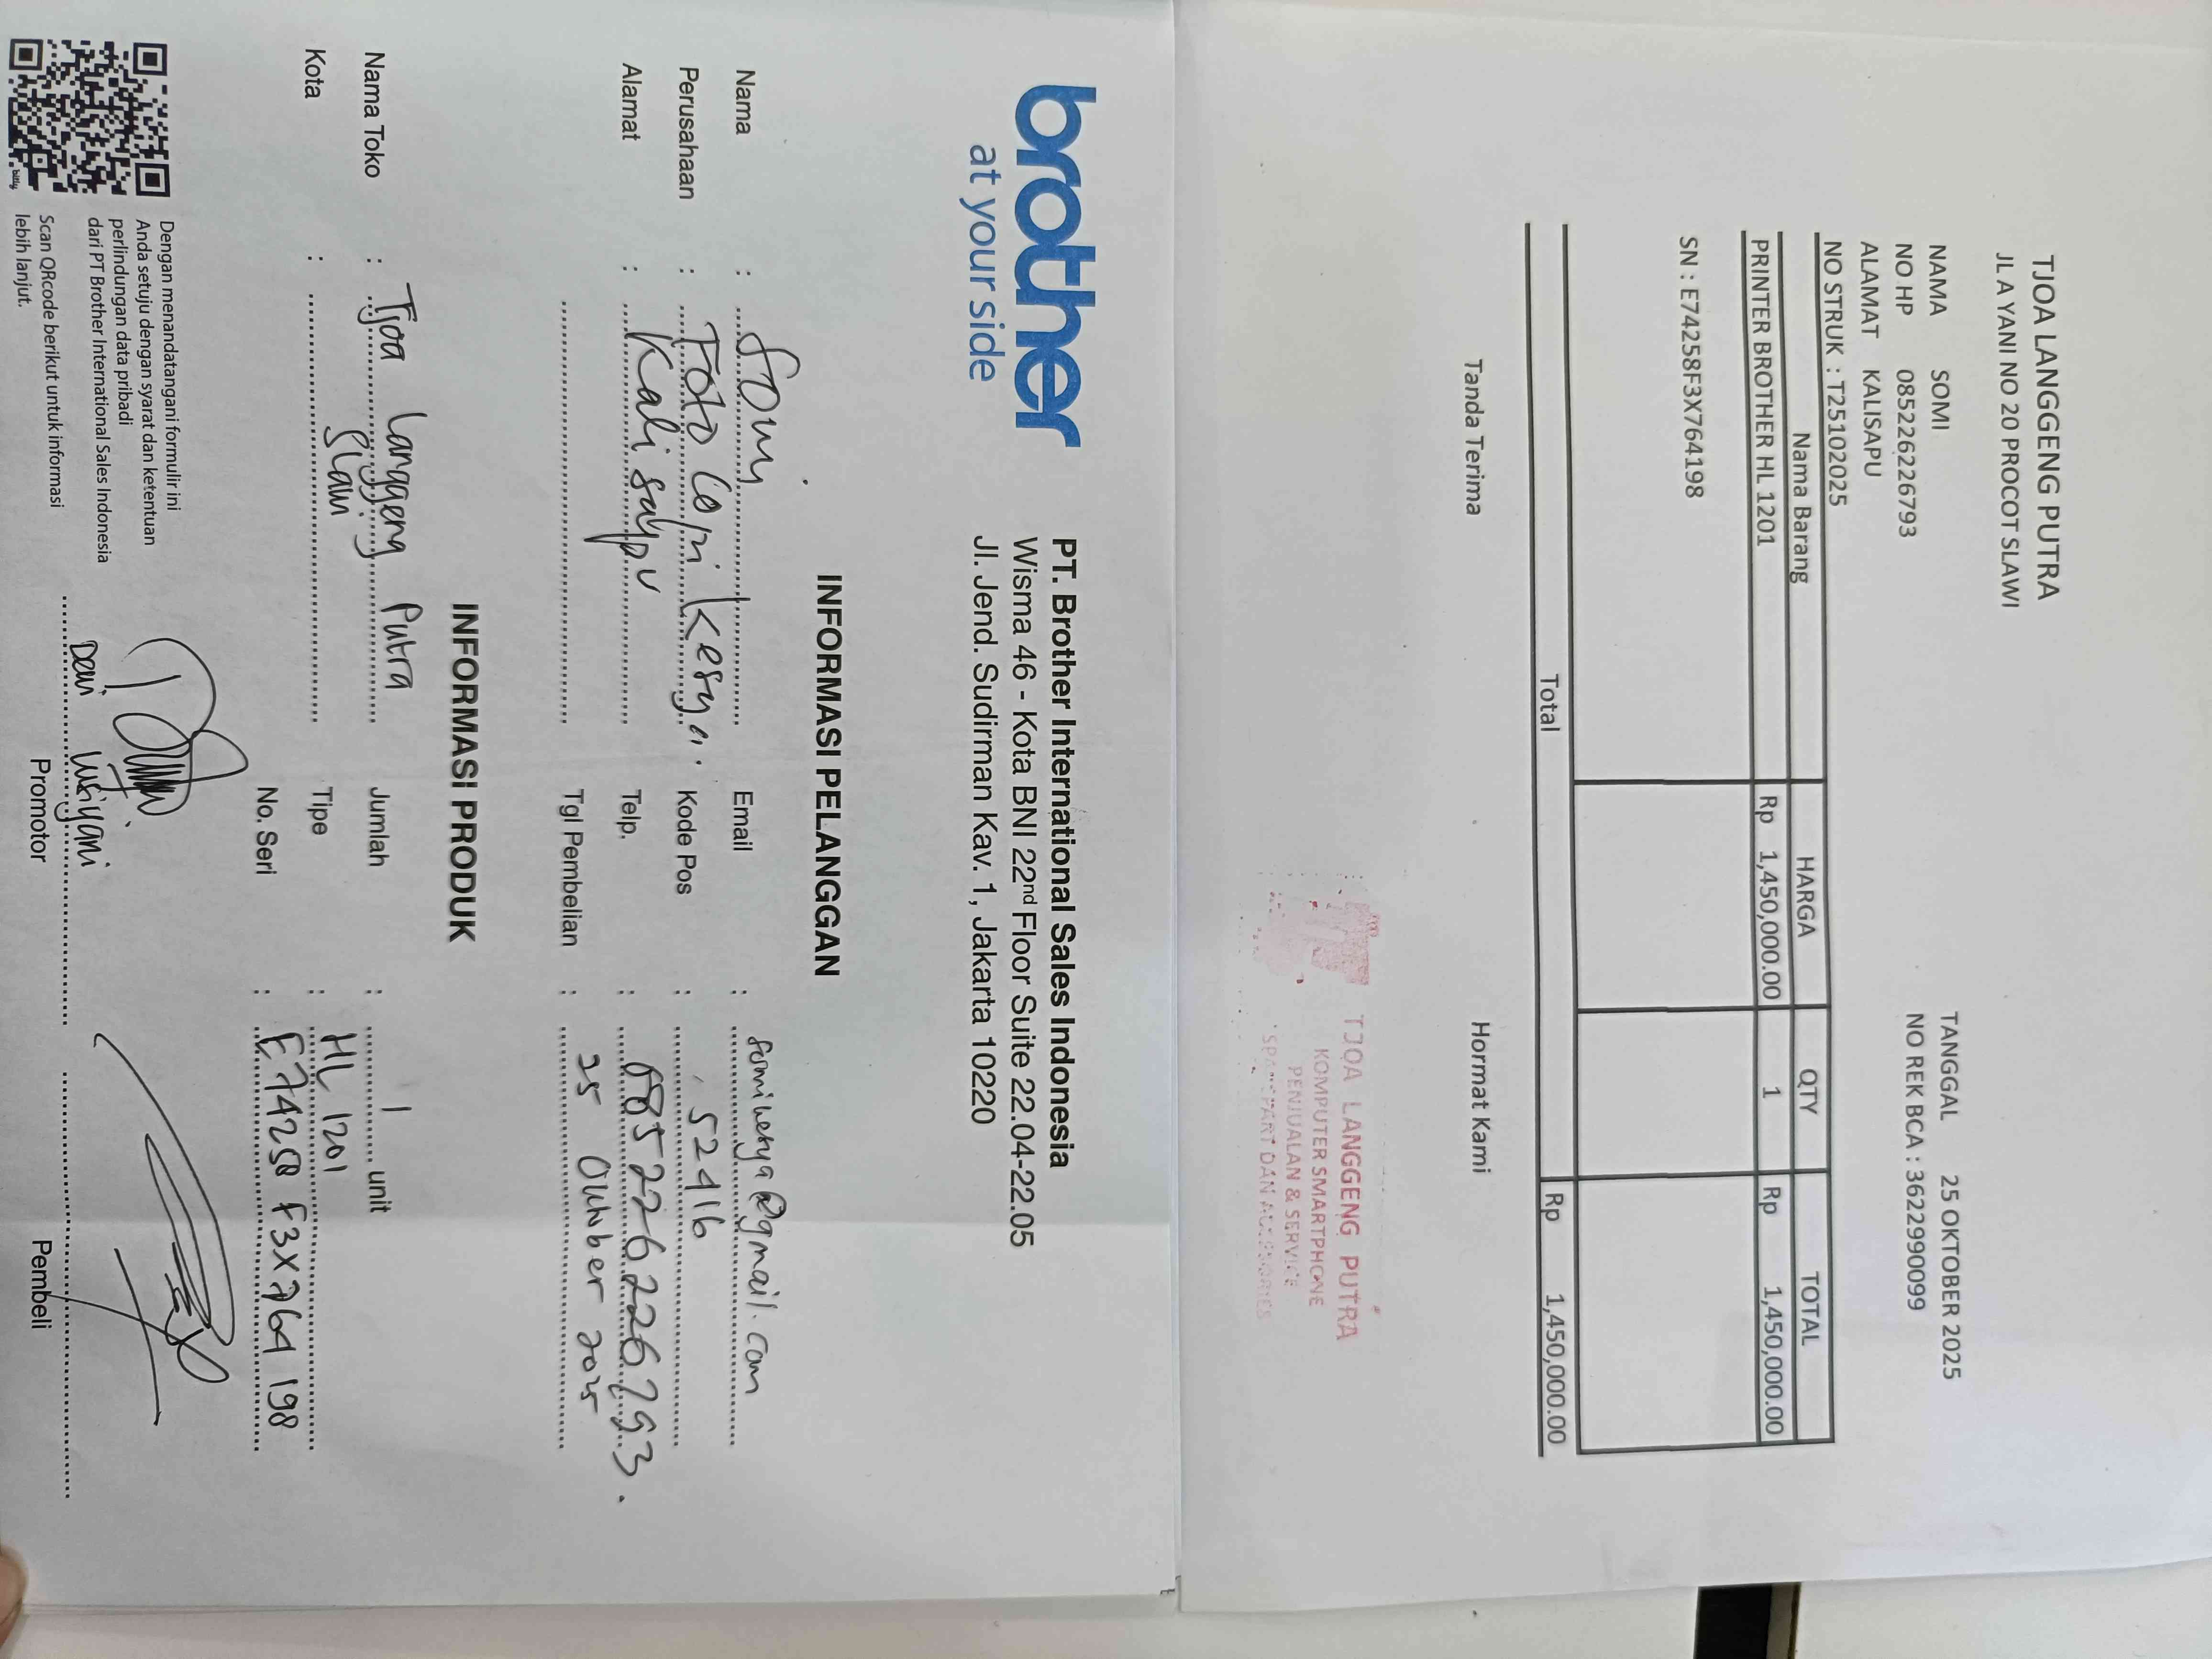 TJOA LANGGENG PUTRA
JL A YANI NO 20 PROCOT SLAWI
NAMA SOMI
NO HP 085226226793
ALAMAT KALISAPU
TANGGAL 25 OKTOBER 2025
NO REK BCA : 3622990099
NO STRUK : T25102025
Nama Barang HARGA QTY TOTAL
PRINTER BROTHER HL 1201 Rp 1,450,000.00 1 Rp 1,450,000.00
SN : E74258F3X764198
Total Rp 1,450,000.00
Tanda Terima Hormat Kami
TJOA LANGGENG PUTRA
KOMPUTER SMARTPHONE
PENJUALAN & SERVICE
SPAREPART DAN ACCESSORIES
brother
at your side
PT. Brother International Sales Indonesia
Wisma 46 - Kota BNI 22nd Floor Suite 22.04-22.05
Jl. Jend. Sudirman Kav. 1, Jakarta 10220
INFORMASI PELANGGAN
Nama : Somi
Perusahaan : Foto Copi
Alamat : Kalisapu
Email : @gmail.com
Kode Pos : 52416
Telp. : 085226226793.
Tgl Pembelian : 25 Oktober 2025
INFORMASI PRODUK
Nama Toko : Tjoa Langgeng Putra
Kota : Slawi
Jumlah : 1 unit
Tipe : HL 1201
No. Seri : E74258F3X764198
Dengan menandatangani formulir ini
Anda setuju dengan syarat dan ketentuan
perlindungan data pribadi
dari PT Brother International Sales Indonesia
Scan QRcode berikut untuk informasi
lebih lanjut.
bitly
Dewi Lusiyani
Promotor
Pembeli